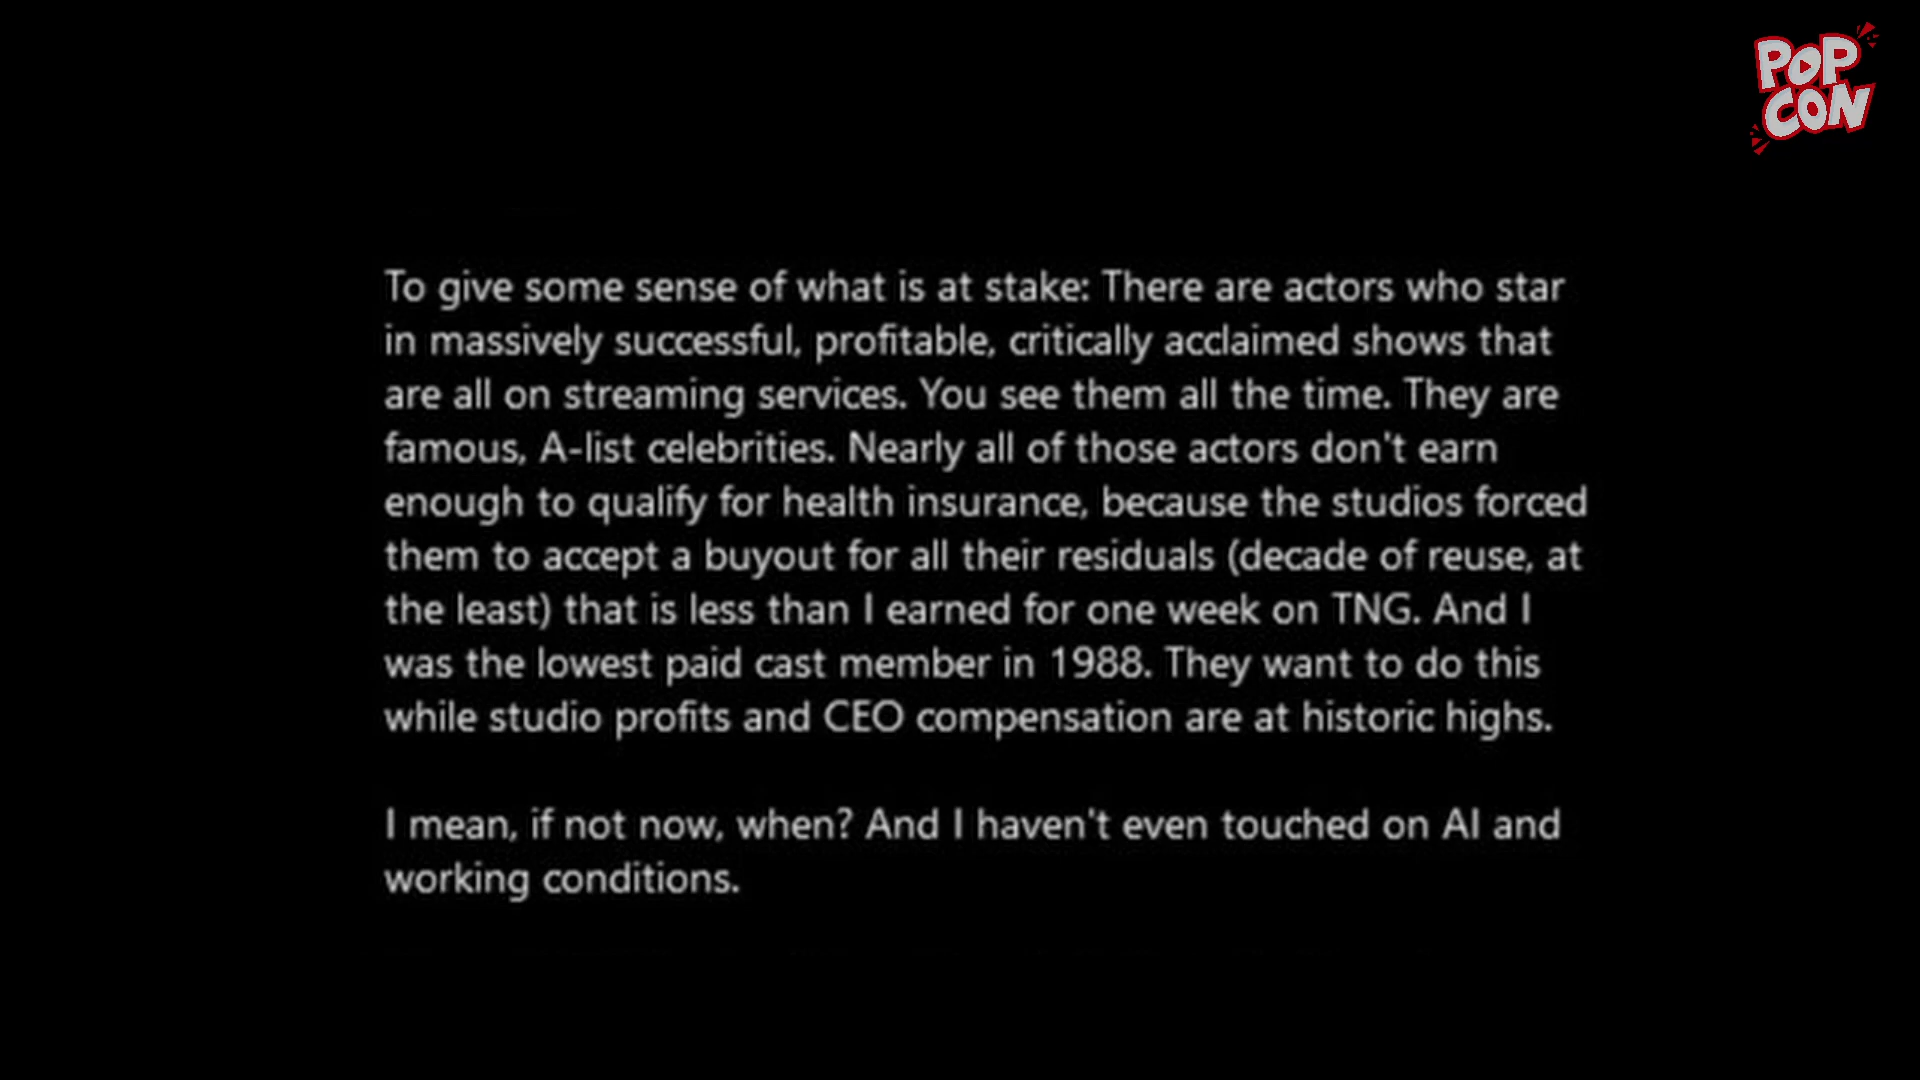 POP
CON
To give some sense of what is at stake: There are actors who star
in massively successful, profitable, critically acclaimed shows that
are all on streaming services. You see them all the time. They are
famous, A-list celebrities. Nearly all of those actors don't earn
enough to qualify for health insurance, because the studios forced
them to accept a buyout for all their residuals (decade of reuse, at
the least) that is less than I earned for one week on TNG. And I
was the lowest paid cast member in 1988. They want to do this
while studio profits and CEO compensation are at historic highs.
I mean, if not now, when? And I haven't even touched on AI and
working conditions.